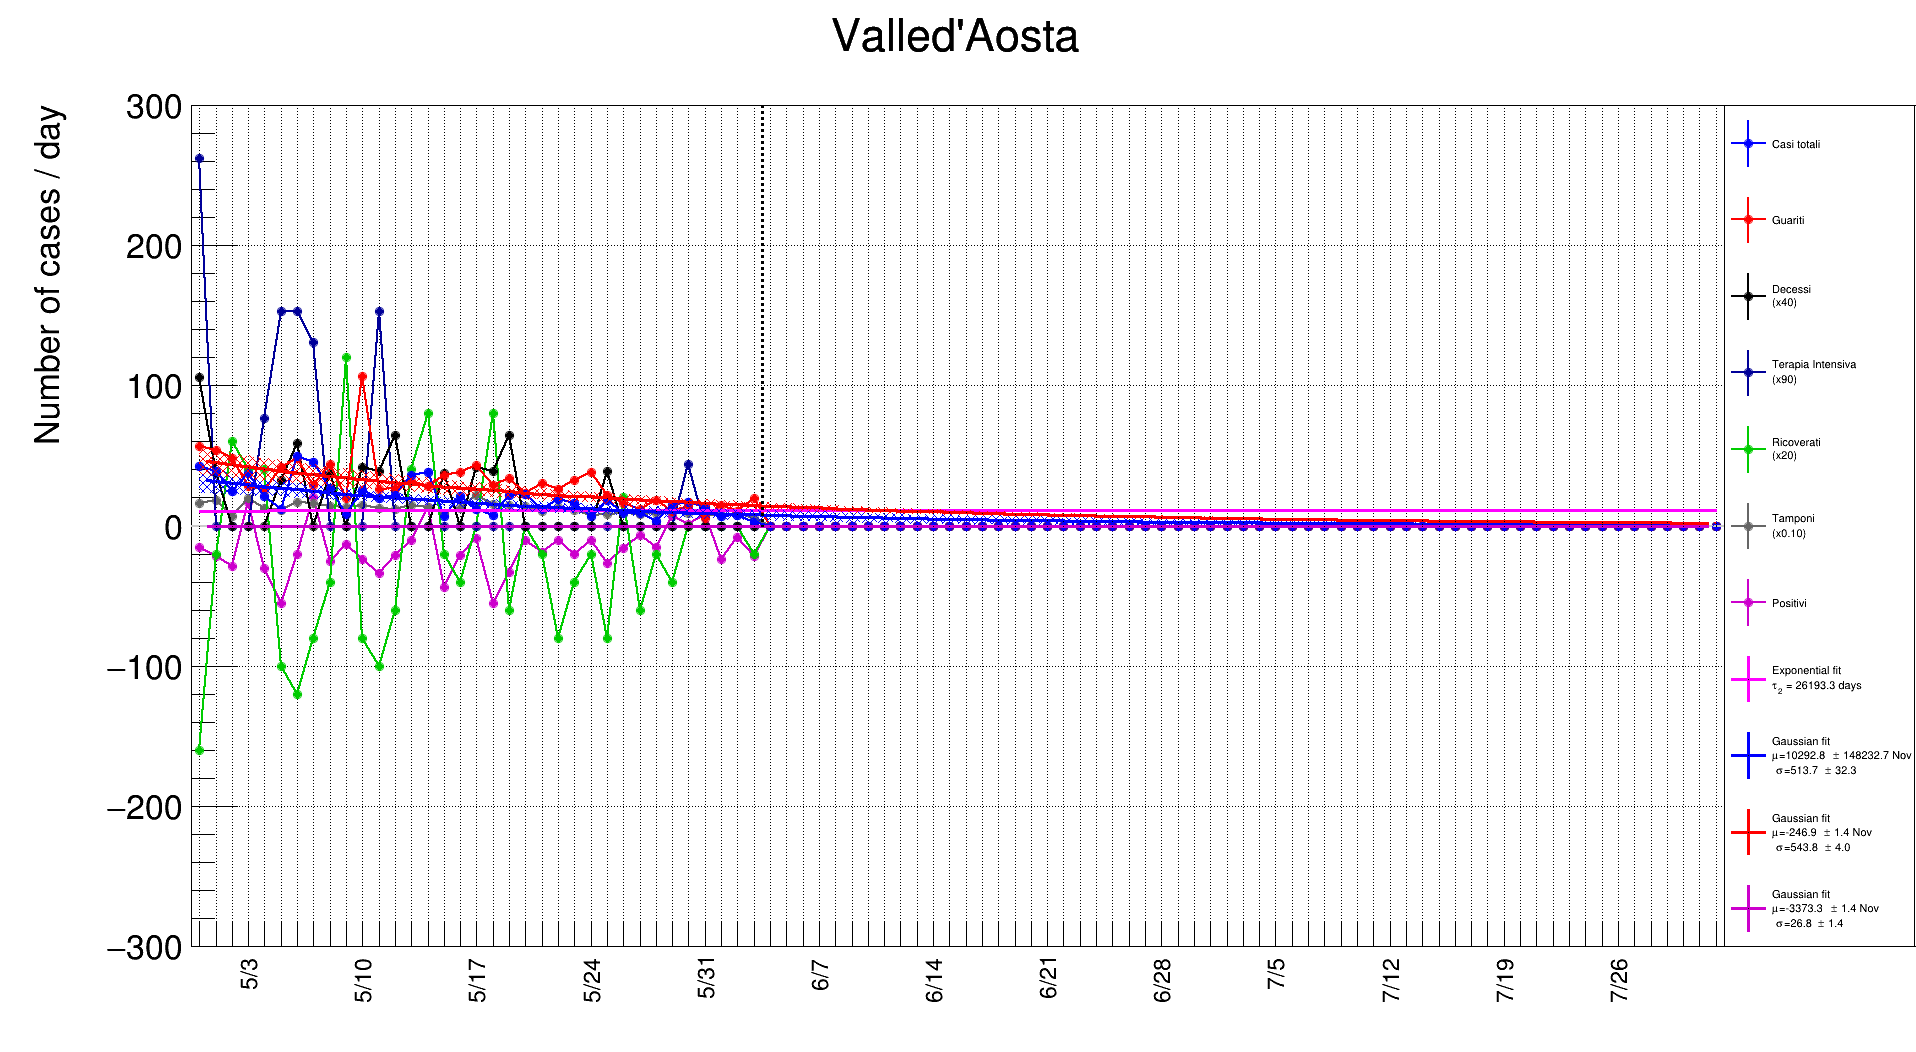 Valled'Aosta
Number of cases / day
300
200
100
0
−100
−200
−300
5/3
5/10
5/17
5/24
5/31
6/7
6/14
6/21
6/28
7/5
7/12
7/19
7/26
Casi totali
Guariti
Decessi
(x40)
Terapia Intensiva
(x90)
Ricoverati
(x20)
Tamponi
(x0.10)
Positivi
Exponential fit
τ2 = 26193.3 days
Gaussian fit
μ=10292.8 ± 148232.7 Nov
σ=513.7 ± 32.3
Gaussian fit
μ=-246.9 ± 1.4 Nov
σ=543.8 ± 4.0
Gaussian fit
μ=-3373.3 ± 1.4 Nov
σ=26.8 ± 1.4